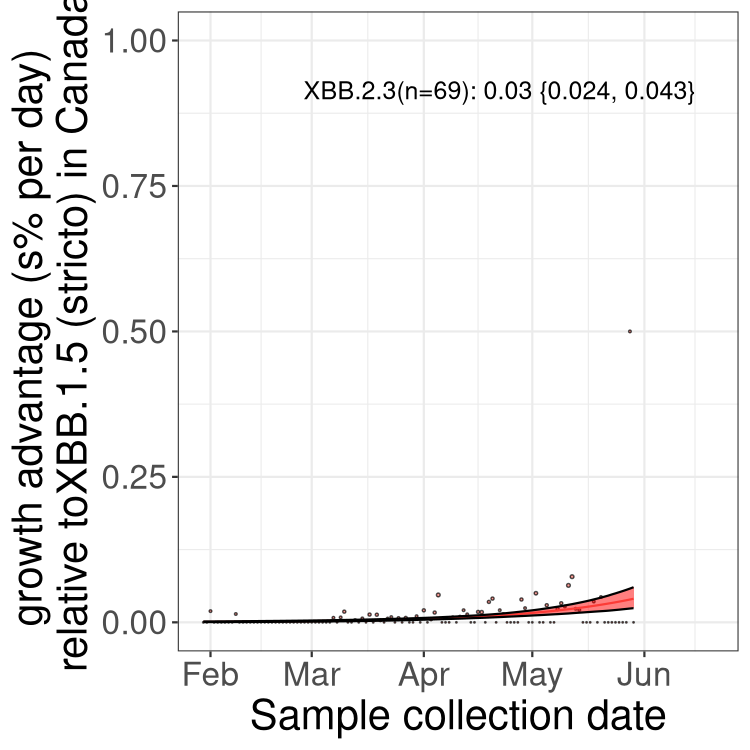 growth advantage (s% per day)
relative toXBB.1.5 (stricto) in Canada
1.00
0.75
0.50
0.25
0.00
XBB.2.3(n=69): 0.03 {0.024, 0.043}
Feb Mar Apr May Jun
Sample collection date